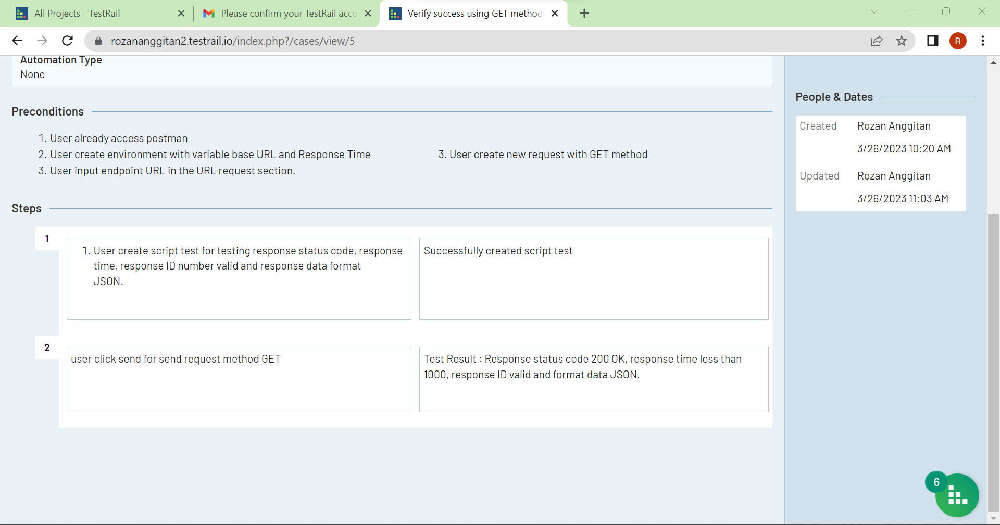 All Projects - TestRail
Please confirm your TestRail acco
Verify success using GET method
rozananggitan2.testrail.io/index.php?/cases/view/5
R
Automation Type
None
Preconditions
1. User already access postman
2. User create environment with variable base URL and Response Time 3. User create new request with GET method
3. User input endpoint URL in the URL request section.
Steps
1
1. User create script test for testing response status code, response
time, response ID number valid and response data format
JSON.
Successfully created script test
2
user click send for send request method GET
Test Result : Response status code 200 OK, response time less than
1000, response ID valid and format data JSON.
People & Dates
Created Rozan Anggitan
3/26/2023 10:20 AM
Updated Rozan Anggitan
3/26/2023 11:03 AM
6